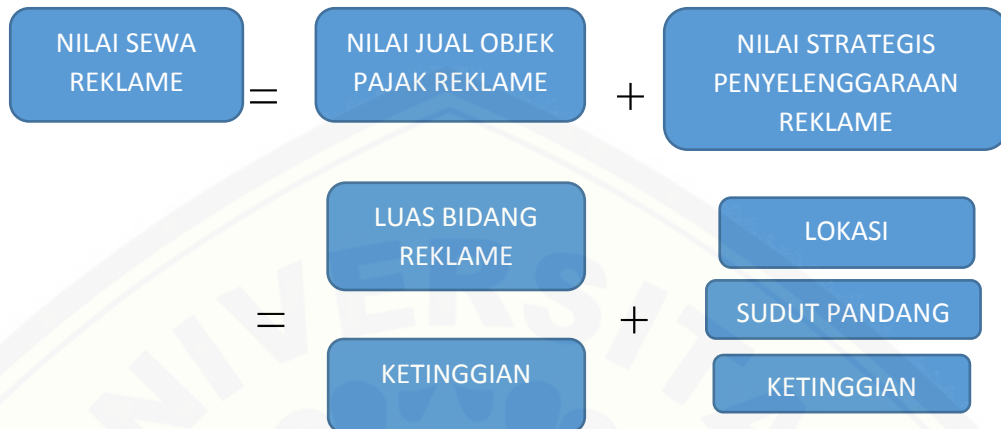 NILAI SEWA
REKLAME
=
NILAI JUAL OBJEK
PAJAK REKLAME
+
NILAI STRATEGIS
PENYELENGGARAAN
REKLAME
=
LUAS BIDANG
REKLAME
KETINGGIAN
+
LOKASI
SUDUT PANDANG
KETINGGIAN